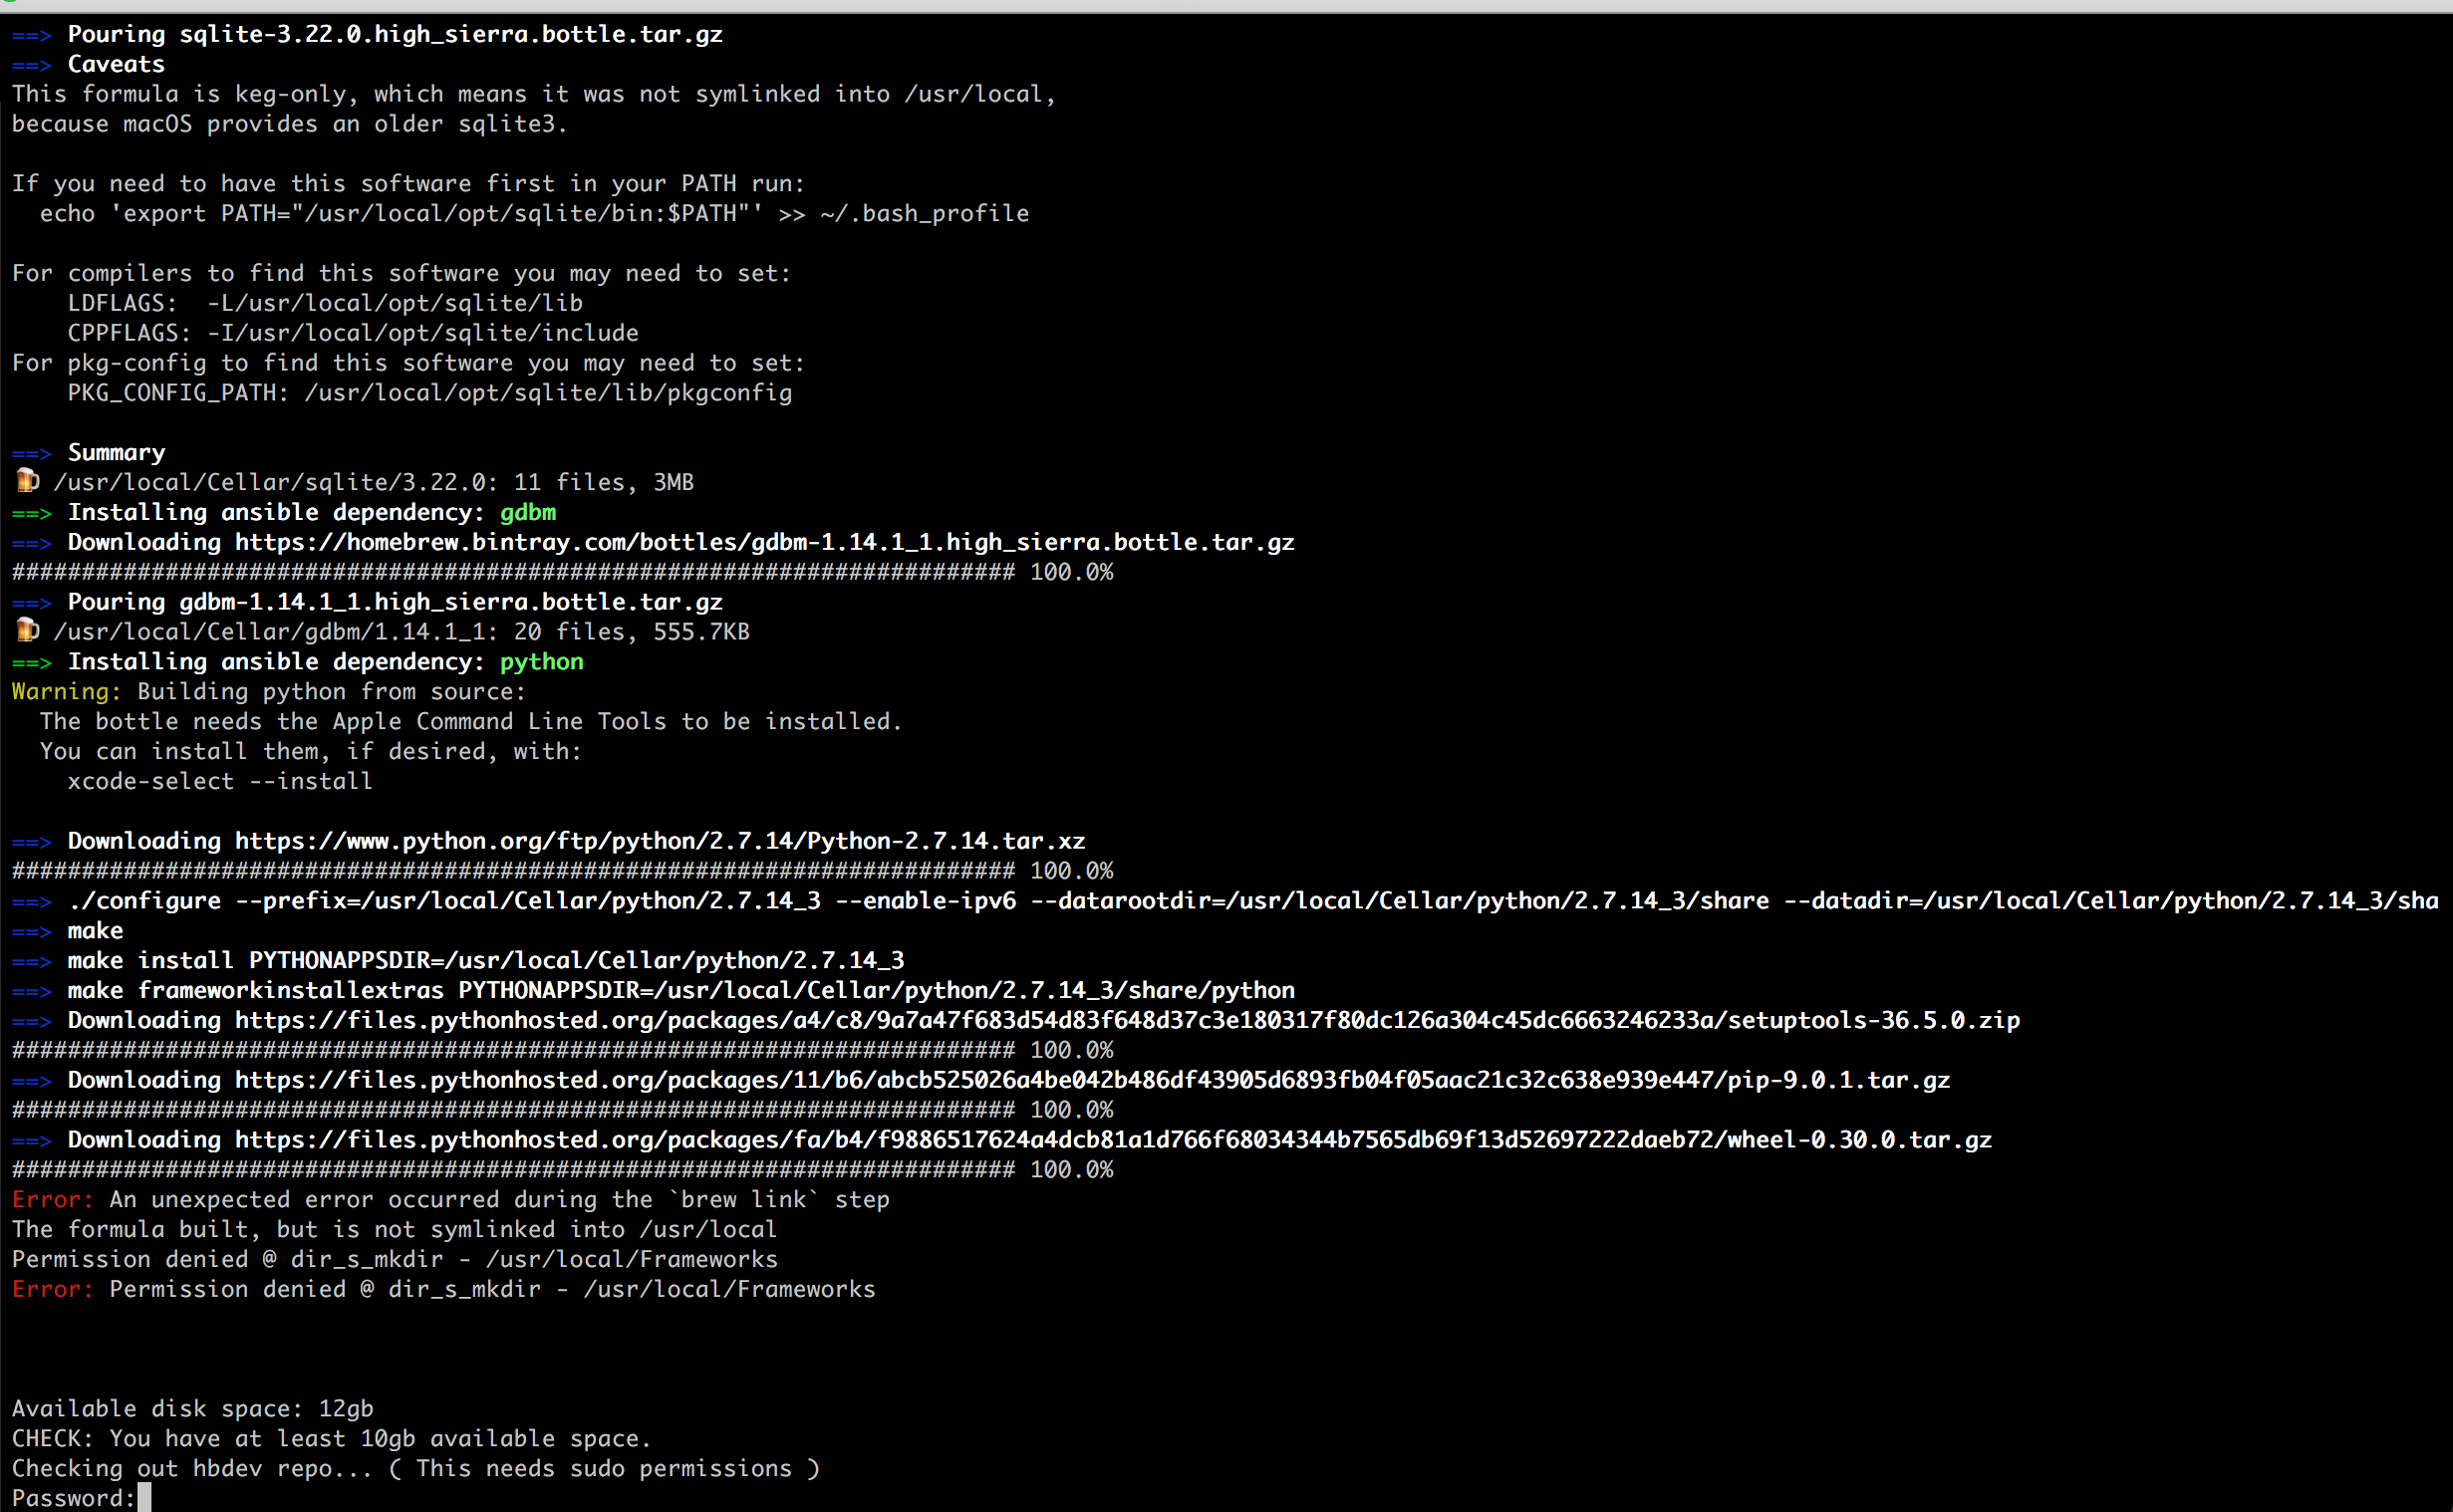 ==> Pouring sqlite-3.22.0.high_sierra.bottle.tar.gz
==> Caveats
This formula is keg-only, which means it was not symlinked into /usr/local,
because macOS provides an older sqlite3.
If you need to have this software first in your PATH run:
  echo 'export PATH="/usr/local/opt/sqlite/bin:$PATH"' >> ~/.bash_profile
For compilers to find this software you may need to set:
    LDFLAGS:  -L/usr/local/opt/sqlite/lib
    CPPFLAGS: -I/usr/local/opt/sqlite/include
For pkg-config to find this software you may need to set:
    PKG_CONFIG_PATH: /usr/local/opt/sqlite/lib/pkgconfig
==> Summary
🍺 /usr/local/Cellar/sqlite/3.22.0: 11 files, 3MB
==> Installing ansible dependency: gdbm
==> Downloading https://homebrew.bintray.com/bottles/gdbm-1.14.1_1.high_sierra.bottle.tar.gz
######################################################################## 100.0%
==> Pouring gdbm-1.14.1_1.high_sierra.bottle.tar.gz
🍺 /usr/local/Cellar/gdbm/1.14.1_1: 20 files, 555.7KB
==> Installing ansible dependency: python
Warning: Building python from source:
  The bottle needs the Apple Command Line Tools to be installed.
  You can install them, if desired, with:
    xcode-select --install
==> Downloading https://www.python.org/ftp/python/2.7.14/Python-2.7.14.tar.xz
######################################################################## 100.0%
==> ./configure --prefix=/usr/local/Cellar/python/2.7.14_3 --enable-ipv6 --datarootdir=/usr/local/Cellar/python/2.7.14_3/share --datadir=/usr/local/Cellar/python/2.7.14_3/sha
==> make
==> make install PYTHONAPPSDIR=/usr/local/Cellar/python/2.7.14_3
==> make frameworkinstallextras PYTHONAPPSDIR=/usr/local/Cellar/python/2.7.14_3/share/python
==> Downloading https://files.pythonhosted.org/packages/a4/c8/9a7a47f683d54d83f648d37c3e180317f80dc126a304c45dc6663246233a/setuptools-36.5.0.zip
######################################################################## 100.0%
==> Downloading https://files.pythonhosted.org/packages/11/b6/abcb525026a4be042b486df43905d6893fb04f05aac21c32c638e939e447/pip-9.0.1.tar.gz
######################################################################## 100.0%
==> Downloading https://files.pythonhosted.org/packages/fa/b4/f9886517624a4dcb81a1d766f68034344b7565db69f13d52697222daeb72/wheel-0.30.0.tar.gz
######################################################################## 100.0%
Error: An unexpected error occurred during the `brew link` step
The formula built, but is not symlinked into /usr/local
Permission denied @ dir_s_mkdir - /usr/local/Frameworks
Error: Permission denied @ dir_s_mkdir - /usr/local/Frameworks
Available disk space: 12gb
CHECK: You have at least 10gb available space.
Checking out hbdev repo... ( This needs sudo permissions )
Password: